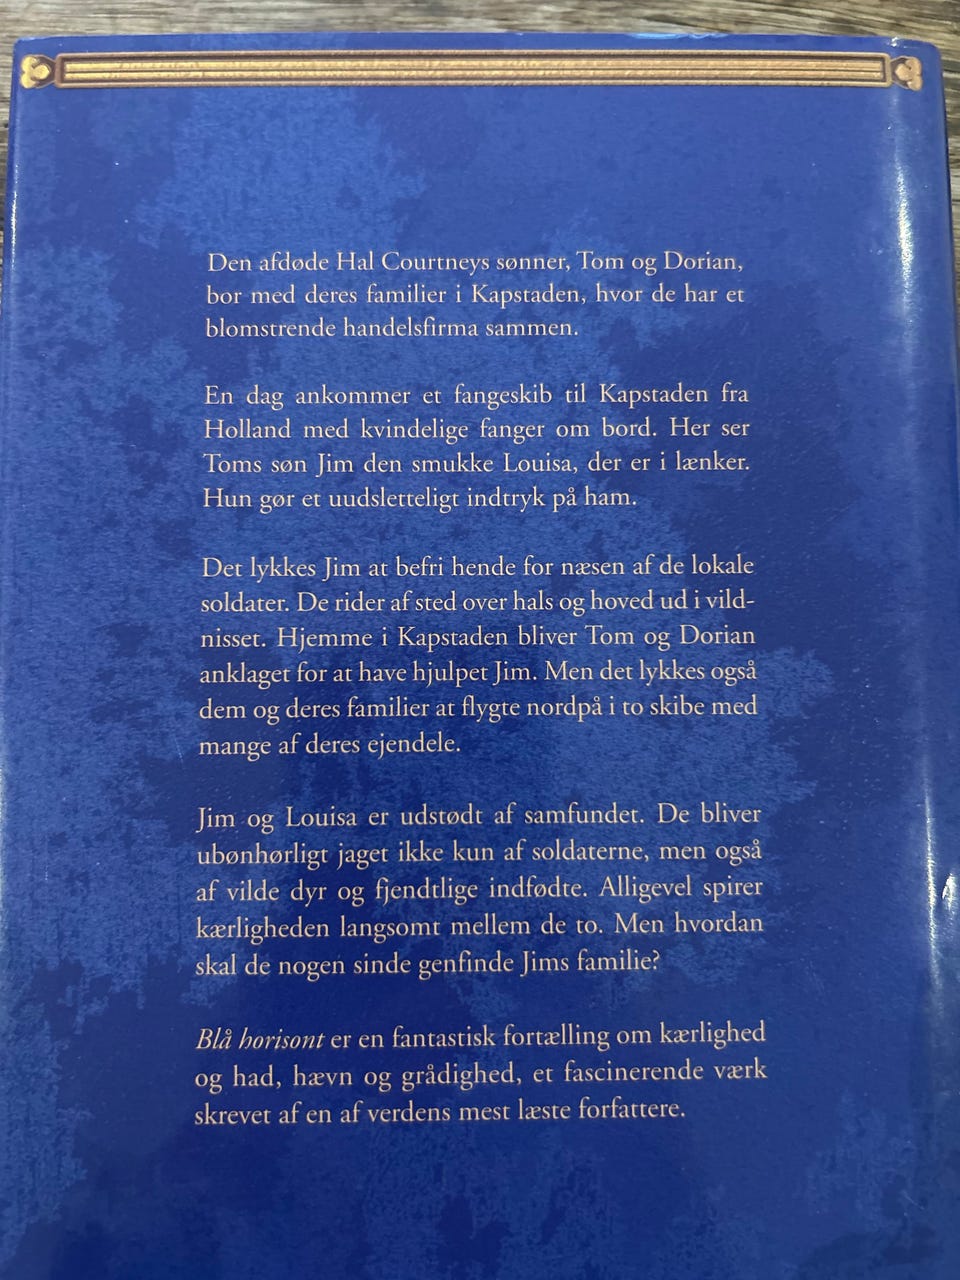 Den afdøde Hal Courtneys sønner, Tom og Dorian,
bor med deres familier i Kapstaden, hvor de har et
blomstrende handelsfirma sammen.
En dag ankommer et fangeskib til Kapstaden fra
Holland med kvindelige fanger om bord. Her ser
Toms søn Jim den smukke Louisa, der er i lænker.
Hun gør et uudsletteligt indtryk på ham.
Det lykkes Jim at befri hende for næsen af de lokale
soldater. De rider af sted over hals og hoved ud i vild-
nisset. Hjemme i Kapstaden bliver Tom og Dorian
anklaget for at have hjulpet Jim. Men det lykkes også
dem og deres familier at flygte nordpå i to skibe med
mange af deres ejendele.
Jim og Louisa er udstødt af samfundet. De bliver
ubønhørligt jaget ikke kun af soldaterne, men også
af vilde dyr og fjendtlige indfødte. Alligevel spirer
kærligheden langsomt mellem de to. Men hvordan
skal de nogen sinde genfinde Jims familie?
Blå horisont er en fantastisk fortælling om kærlighed
og had, hævn og grådighed, et fascinerende værk
skrevet af en af verdens mest læste forfattere.